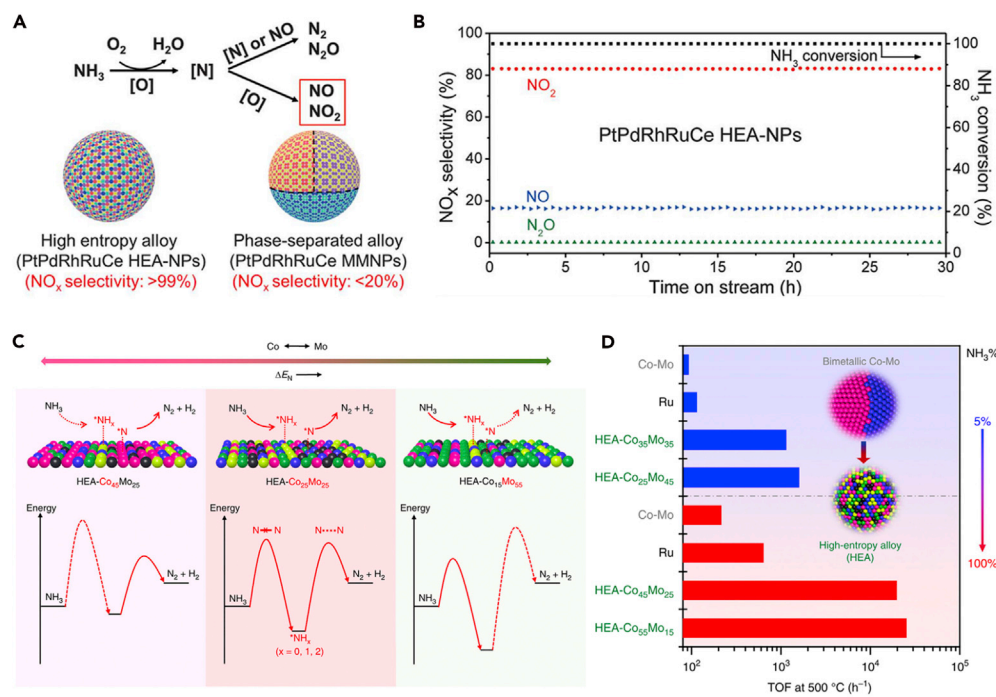 A
O₂ H₂O
NH₃ [O] [N]
[N] or NO
N₂
N₂O
[O]
NO
NO₂
High entropy alloy
(PtPdRhRuCe HEA-NPs)
(NOₓ selectivity: >99%)
Phase-separated alloy
(PtPdRhRuCe MMNPs)
(NOₓ selectivity: <20%)
B
NOₓ selectivity (%)
100
80
60
40
20
0
NH₃ conversion
NO₂
PtPdRhRuCe HEA-NPs
NO
N₂O
0 5 10 15 20 25 30
Time on stream (h)
100
80
60
40
20
0
NH₃ conversion (%)
C
Co ⟷ Mo
ΔE_N ⟶
NH₃ *NHₓ *N N₂ + H₂
HEA-Co₄₅Mo₂₅
NH₃ *NHₓ *N N₂ + H₂
HEA-Co₂₅Mo₂₅
NH₃ *NHₓ *N N₂ + H₂
HEA-Co₁₅Mo₅₅
Energy
NH₃
N₂ + H₂
Energy
N N N N
NH₃
N₂ + H₂
*NHₓ
(x = 0, 1, 2)
Energy
NH₃
N₂ + H₂
D
Co-Mo
Ru
HEA-Co₃₅Mo₃₅
HEA-Co₂₅Mo₄₅
Co-Mo
Ru
HEA-Co₄₅Mo₂₅
HEA-Co₅₅Mo₁₅
Bimetallic Co-Mo
High-entropy alloy
(HEA)
NH₃%
5%
100%
10² 10³ 10⁴ 10⁵
TOF at 500 °C (h⁻¹)